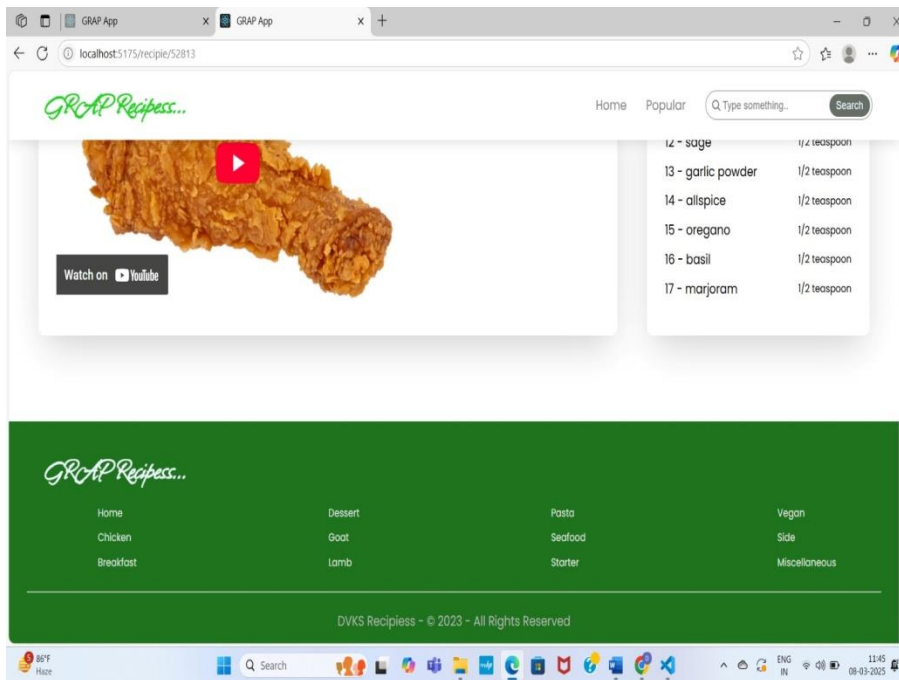 GRAP App
GRAP App
localhost:5175/recipie/52813
GRAP Recipess...
Home Popular Type something.. Search
12 - sage 1/2 teaspoon
13 - garlic powder 1/2 teaspoon
14 - allspice 1/2 teaspoon
15 - oregano 1/2 teaspoon
16 - basil 1/2 teaspoon
17 - marjoram 1/2 teaspoon
Watch on YouTube
GRAP Recipess...
Home Dessert Pasta Vegan
Chicken Goat Seafood Side
Breakfast Lamb Starter Miscellaneous
DVKS Recipiess - © 2023 - All Rights Reserved
5 86°F Search ENG 11:45
Haze IN 08-03-2025